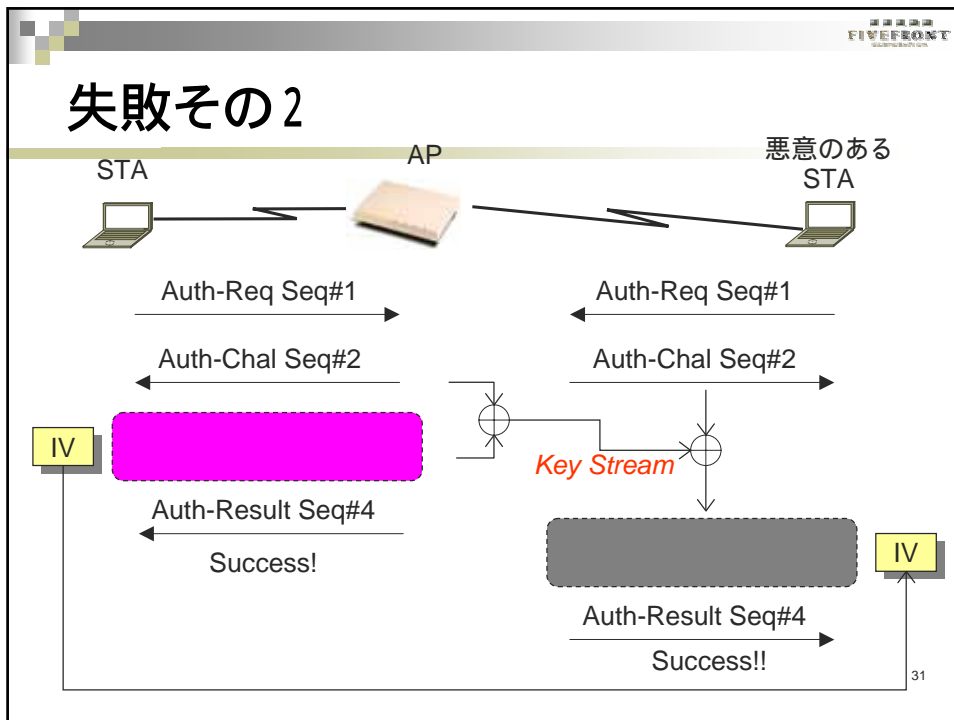 FIVEFRONT
失敗その2
STA
AP
悪意のある
STA
Auth-Req Seq#1
Auth-Req Seq#1
Auth-Chal Seq#2
Auth-Chal Seq#2
IV
Key Stream
Auth-Result Seq#4
Success!
IV
Auth-Result Seq#4
Success!!
31